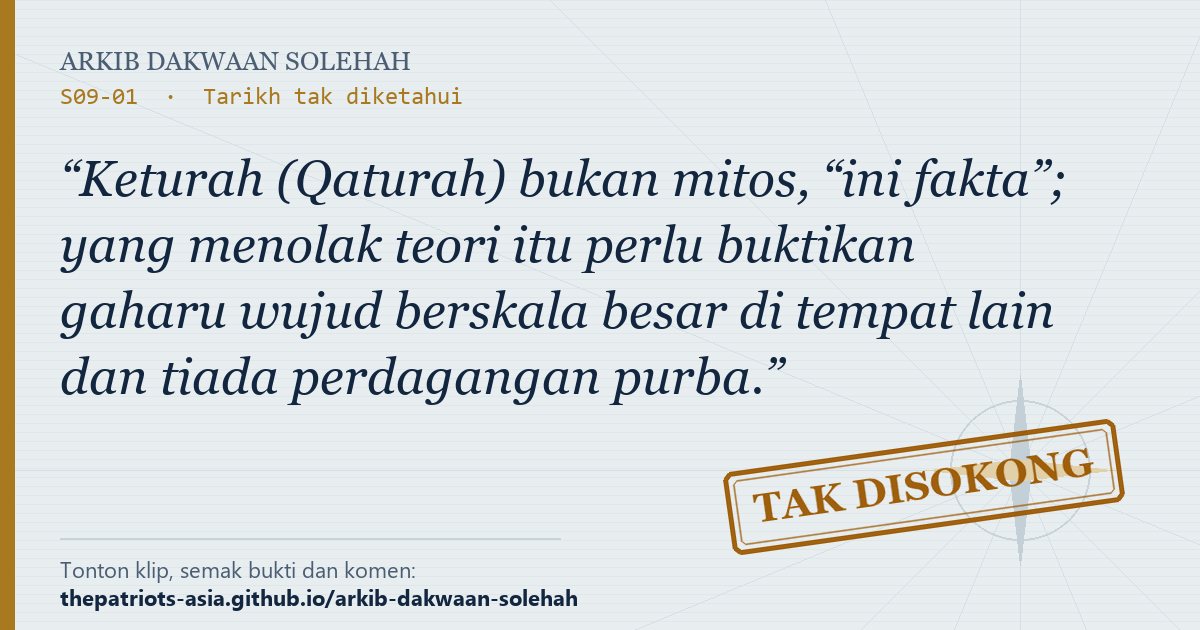 ARKIB DAKWAAN SOLEHAH
S09-01 · Tarikh tak diketahui
“Keturah (Qaturah) bukan mitos, “ini fakta”;
yang menolak teori itu perlu buktikan
gaharu wujud berskala besar di tempat lain
dan tiada perdagangan purba.”
TAK DISOKONG
Tonton klip, semak bukti dan komen:
thepatriots-asia.github.io/arkib-dakwaan-solehah